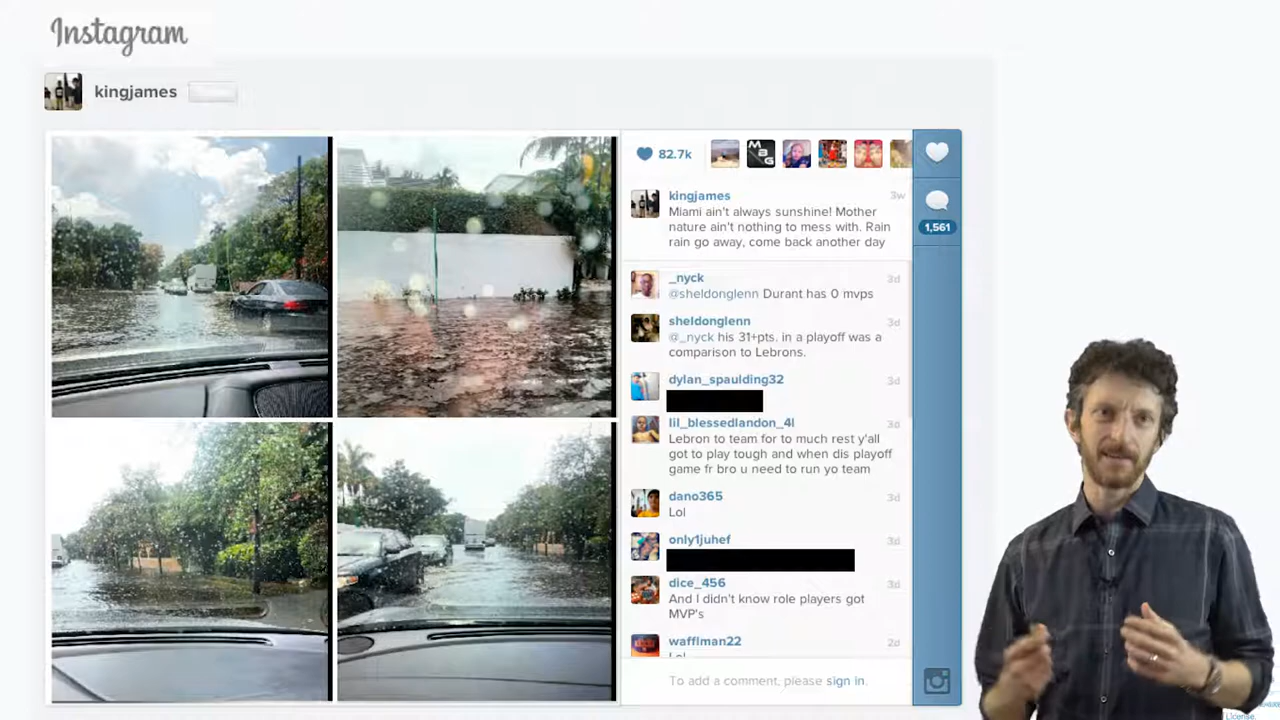 Instagram
kingjames
82.7k
MAG
kingjames 3w
Miami ain't always sunshine! Mother
nature ain't nothing to mess with. Rain
rain go away, come back another day
1,561
_nyck 3d
@sheldonglenn Durant has 0 mvps
sheldonglenn 3d
@_nyck his 31+pts. in a playoff was a
comparison to Lebrons.
dylan_spaulding32 3d
lil_blessedlandon_4l 3d
Lebron to team for to much rest y'all
got to play tough and when dis playoff
game fr bro u need to run yo team
dano365 3d
Lol
only1juhef 3d
dice_456 3d
And I didn't know role players got
MVP's
wafflman22 2d
Lol
To add a comment, please sign in.
License.